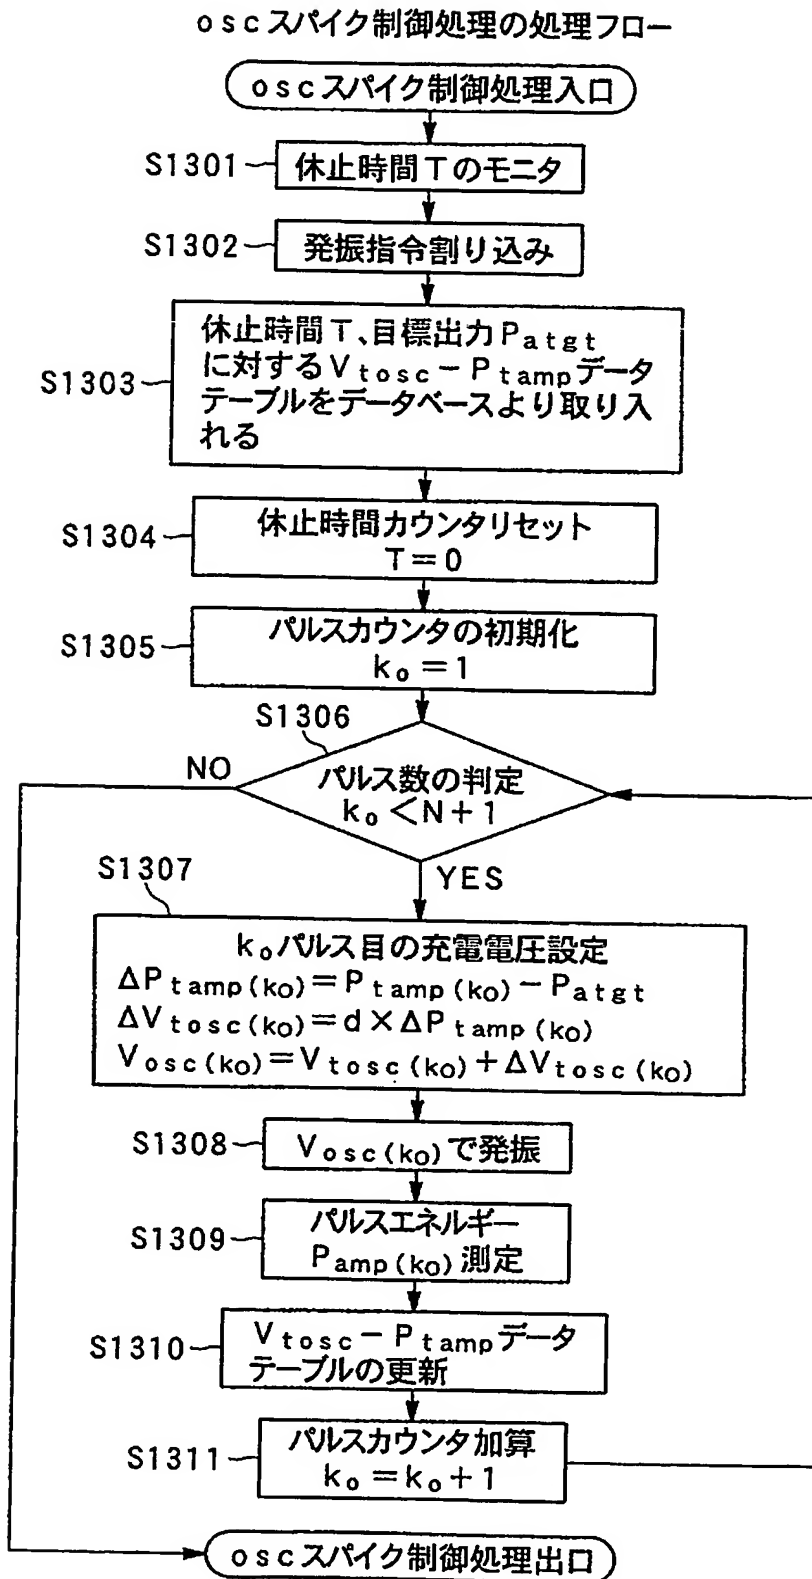 oscスパイク制御処理の処理フロー
oscスパイク制御処理入口
S1301
休止時間Tのモニタ
S1302
発振指令割り込み
S1303
休止時間T、目標出力Patgt
に対するVtosc－Ptampデータ
テーブルをデータベースより取り入
れる
S1304
休止時間カウンタリセット
T＝0
S1305
パルスカウンタの初期化
ko＝1
S1306
NO
パルス数の判定
ko＜N＋1
YES
S1307
koパルス目の充電電圧設定
ΔPtamp(ko)＝Ptamp(ko)－Patgt
ΔVtosc(ko)＝d×ΔPtamp(ko)
Vosc(ko)＝Vtosc(ko)＋ΔVtosc(ko)
S1308
Vosc(ko)で発振
S1309
パルスエネルギー
Pamp(ko)測定
S1310
Vtosc－Ptampデータ
テーブルの更新
S1311
パルスカウンタ加算
ko＝ko＋1
oscスパイク制御処理出口